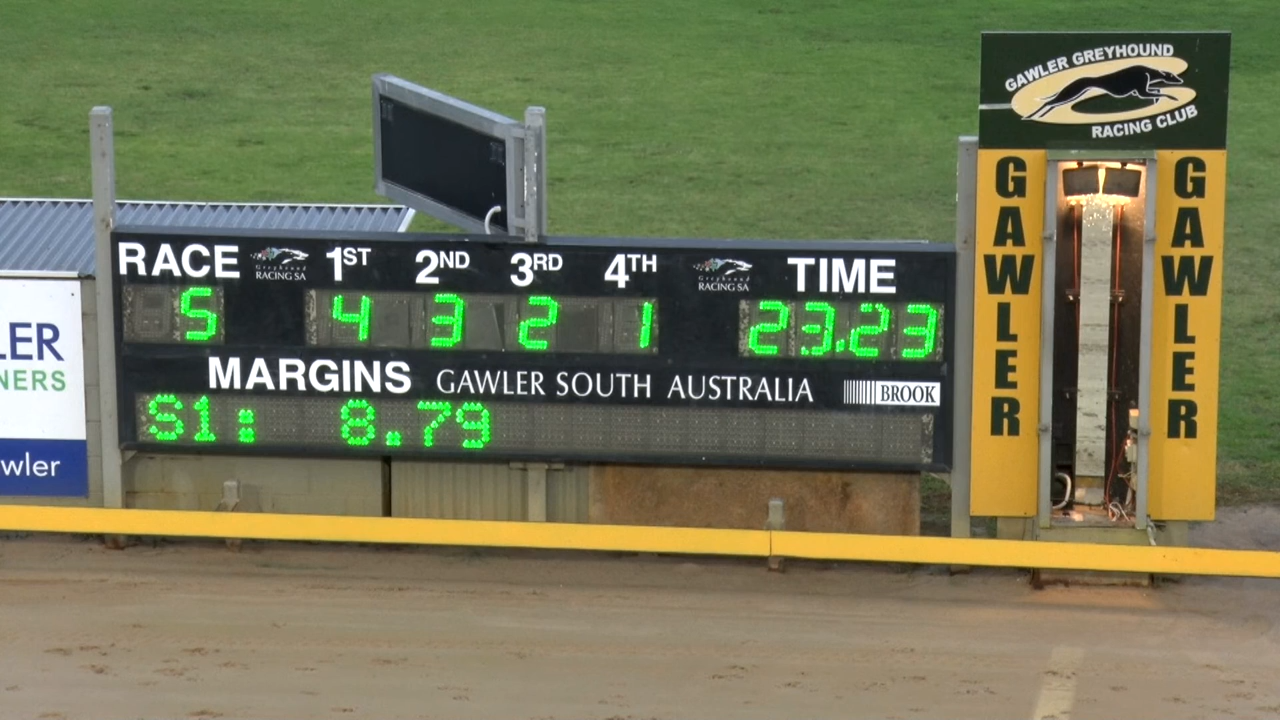 GAWLER GREYHOUND
RACING CLUB
RACE 1ST 2ND 3RD 4TH TIME
Greyhound
RACING SA
Greyhound
RACING SA
5 4 3 2 1 23.23
MARGINS GAWLER SOUTH AUSTRALIA BROOK
S1: 8.79
GAWLER
GAWLER
LER
NERS
wler